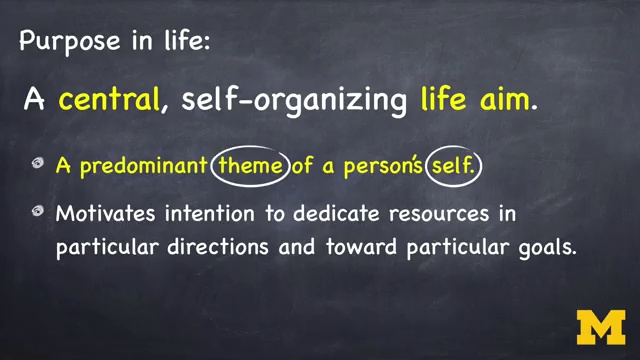 Purpose in life:
A central, self-organizing life aim.
A predominant theme of a person's self.
Motivates intention to dedicate resources in
particular directions and toward particular goals.
M